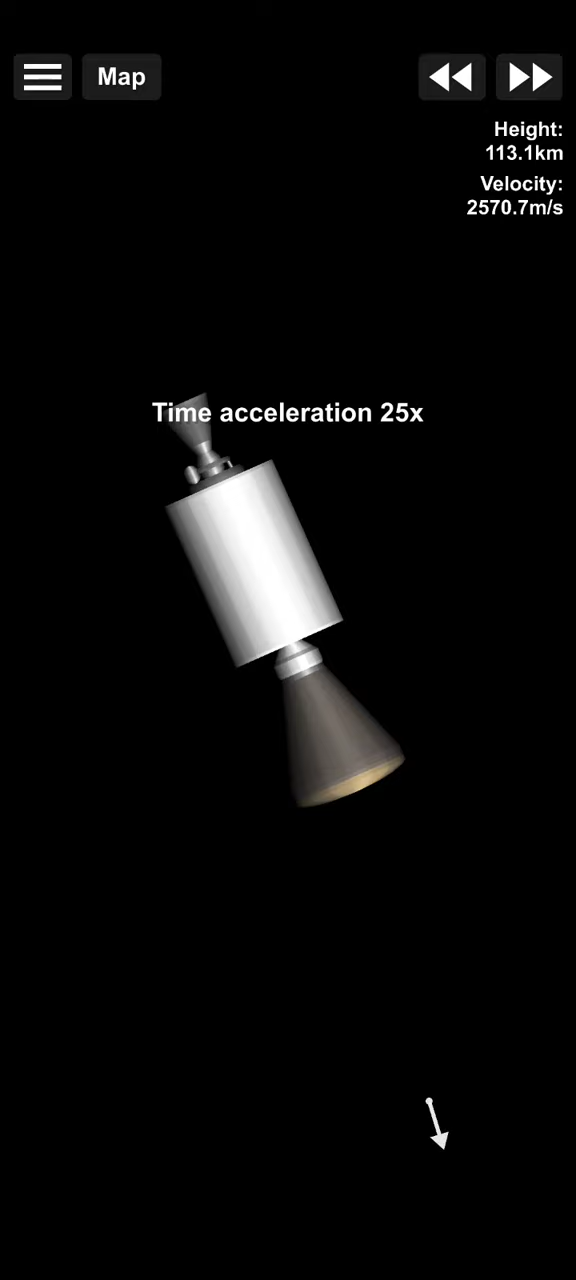 Map
Height:
113.1km
Velocity:
2570.7m/s
Time acceleration 25x